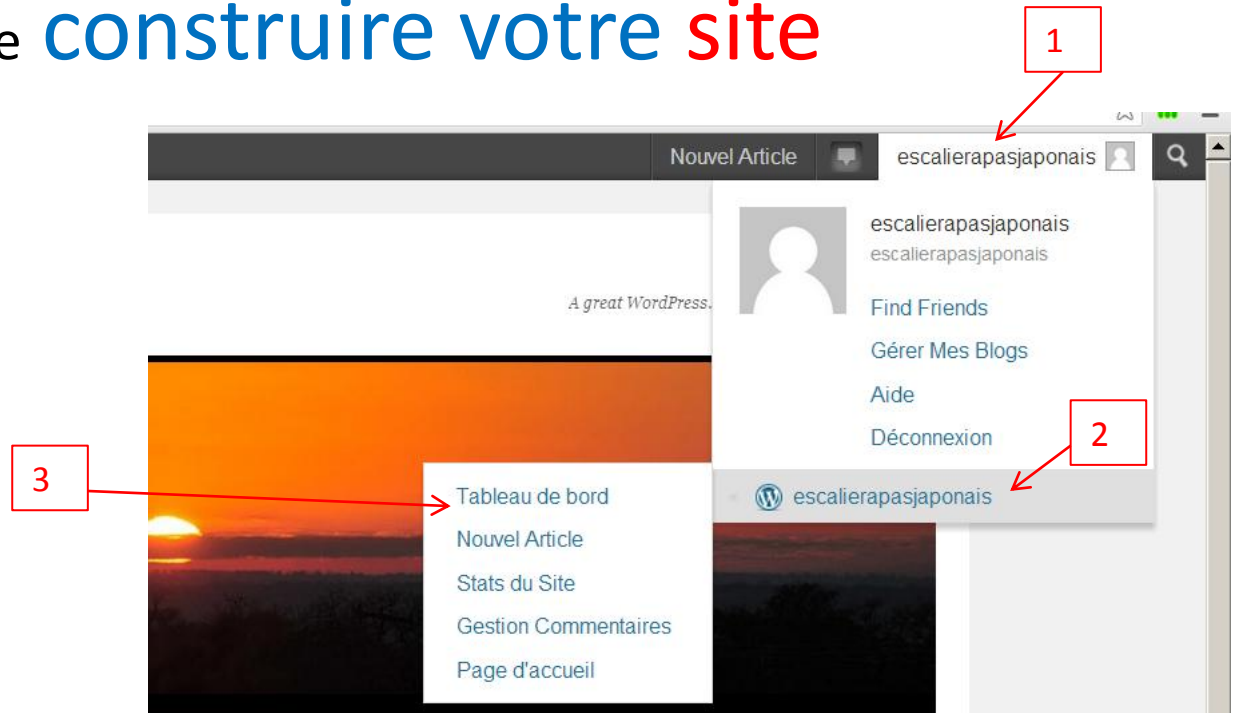 e construire votre site
1
Nouvel Article
escalierapasjaponais
escalierapasjaponais
escalierapasjaponais
A great WordPress.
Find Friends
Gérer Mes Blogs
Aide
Déconnexion
2
3
escalierapasjaponais
Tableau de bord
Nouvel Article
Stats du Site
Gestion Commentaires
Page d'accueil